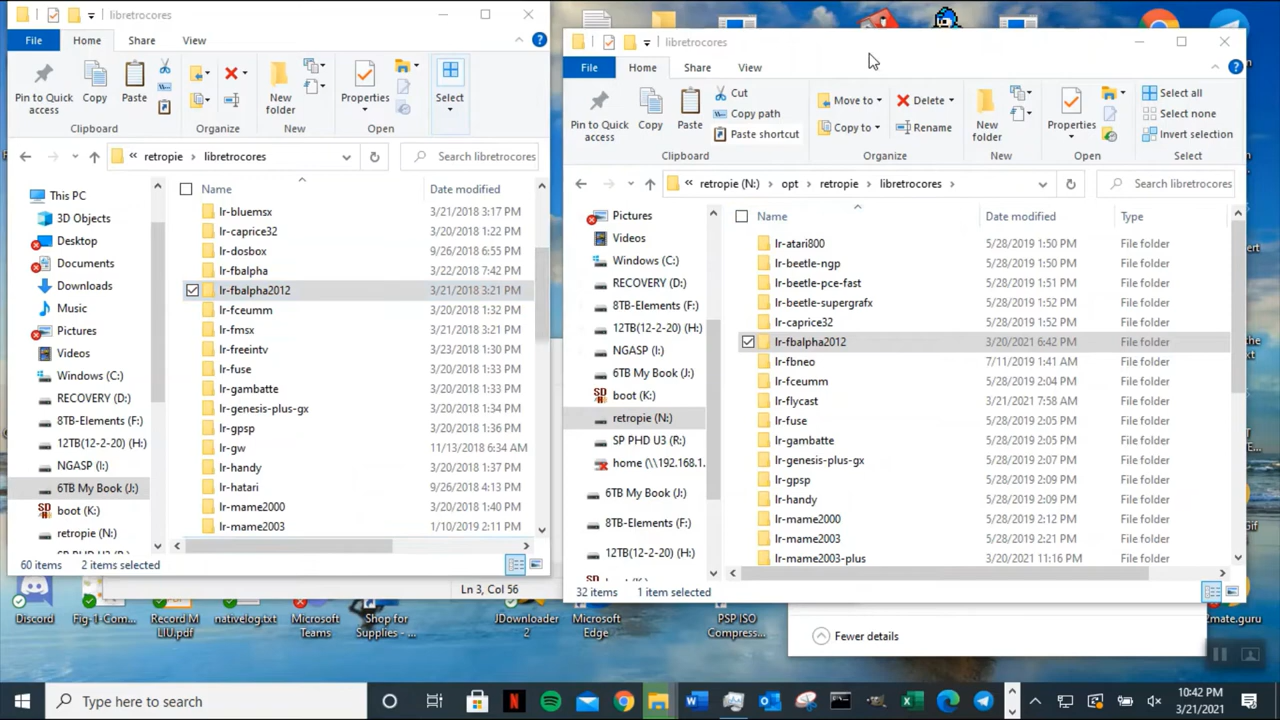 libretrocores
File
Home
Share
View
Pin to Quick access
Copy
Paste
Clipboard
Organize
New folder
New
Properties
Open
Select
retropie
libretrocores
Search libretrocores
Name
Date modified
This PC
3D Objects
Desktop
Documents
Downloads
Music
Pictures
Videos
Windows (C:)
RECOVERY (D:)
8TB-Elements (F:)
12TB(12-2-20) (H:)
NGASP (I:)
6TB My Book (J:)
boot (K:)
retropie (N:)
lr-bluemsx 3/21/2018 3:17 PM
lr-caprice32 3/20/2018 1:22 PM
lr-dosbox 9/26/2018 6:55 PM
lr-fbalpha 3/22/2018 7:42 PM
lr-fbalpha2012 3/21/2018 3:21 PM
lr-fceumm 3/20/2018 1:32 PM
lr-fmsx 3/21/2018 3:21 PM
lr-freeintv 3/23/2018 1:30 PM
lr-fuse 3/20/2018 1:33 PM
lr-gambatte 3/20/2018 1:33 PM
lr-genesis-plus-gx 3/20/2018 1:34 PM
lr-gpsp 3/20/2018 1:36 PM
lr-gw 11/13/2018 6:34 AM
lr-handy 3/20/2018 1:37 PM
lr-hatari 9/26/2018 4:13 PM
lr-mame2000 3/20/2018 1:40 PM
lr-mame2003 1/10/2019 2:11 PM
60 items 2 items selected
Ln 3, Col 56
libretrocores
File
Home
Share
View
Pin to Quick access
Copy
Paste
Cut
Copy path
Paste shortcut
Clipboard
Move to
Copy to
Delete
Rename
Organize
New folder
New
Properties
Open
Select all
Select none
Invert selection
Select
retropie (N:)
opt
retropie
libretrocores
Search libretrocores
Name
Date modified
Type
Pictures
Videos
Windows (C:)
RECOVERY (D:)
8TB-Elements (F:)
12TB(12-2-20) (H:)
NGASP (I:)
6TB My Book (J:)
boot (K:)
retropie (N:)
SP PHD U3 (R:)
home (\\192.168.1.
6TB My Book (J:)
8TB-Elements (F:)
12TB(12-2-20) (H:)
lr-atari800 5/28/2019 1:50 PM File folder
lr-beetle-ngp 5/28/2019 1:50 PM File folder
lr-beetle-pce-fast 5/28/2019 1:51 PM File folder
lr-beetle-supergrafx 5/28/2019 1:52 PM File folder
lr-caprice32 5/28/2019 1:52 PM File folder
lr-fbalpha2012 3/20/2021 6:42 PM File folder
lr-fbneo 7/11/2019 1:41 AM File folder
lr-fceumm 5/28/2019 2:04 PM File folder
lr-flycast 3/21/2021 7:58 AM File folder
lr-fuse 5/28/2019 2:05 PM File folder
lr-gambatte 5/28/2019 2:05 PM File folder
lr-genesis-plus-gx 5/28/2019 2:07 PM File folder
lr-gpsp 5/28/2019 2:09 PM File folder
lr-handy 5/28/2019 2:09 PM File folder
lr-mame2000 5/28/2019 2:12 PM File folder
lr-mame2003 5/28/2019 2:21 PM File folder
lr-mame2003-plus 3/20/2021 11:16 PM File folder
32 items 1 item selected
Fewer details
Discord
Fig-1-Com...
Record M LIU.pdf
nativelog.txt
Microsoft Teams
Shop for Supplies - ...
JDownloader 2
Microsoft Edge
PSP ISO Compress...
Type here to search
10:42 PM
3/21/2021